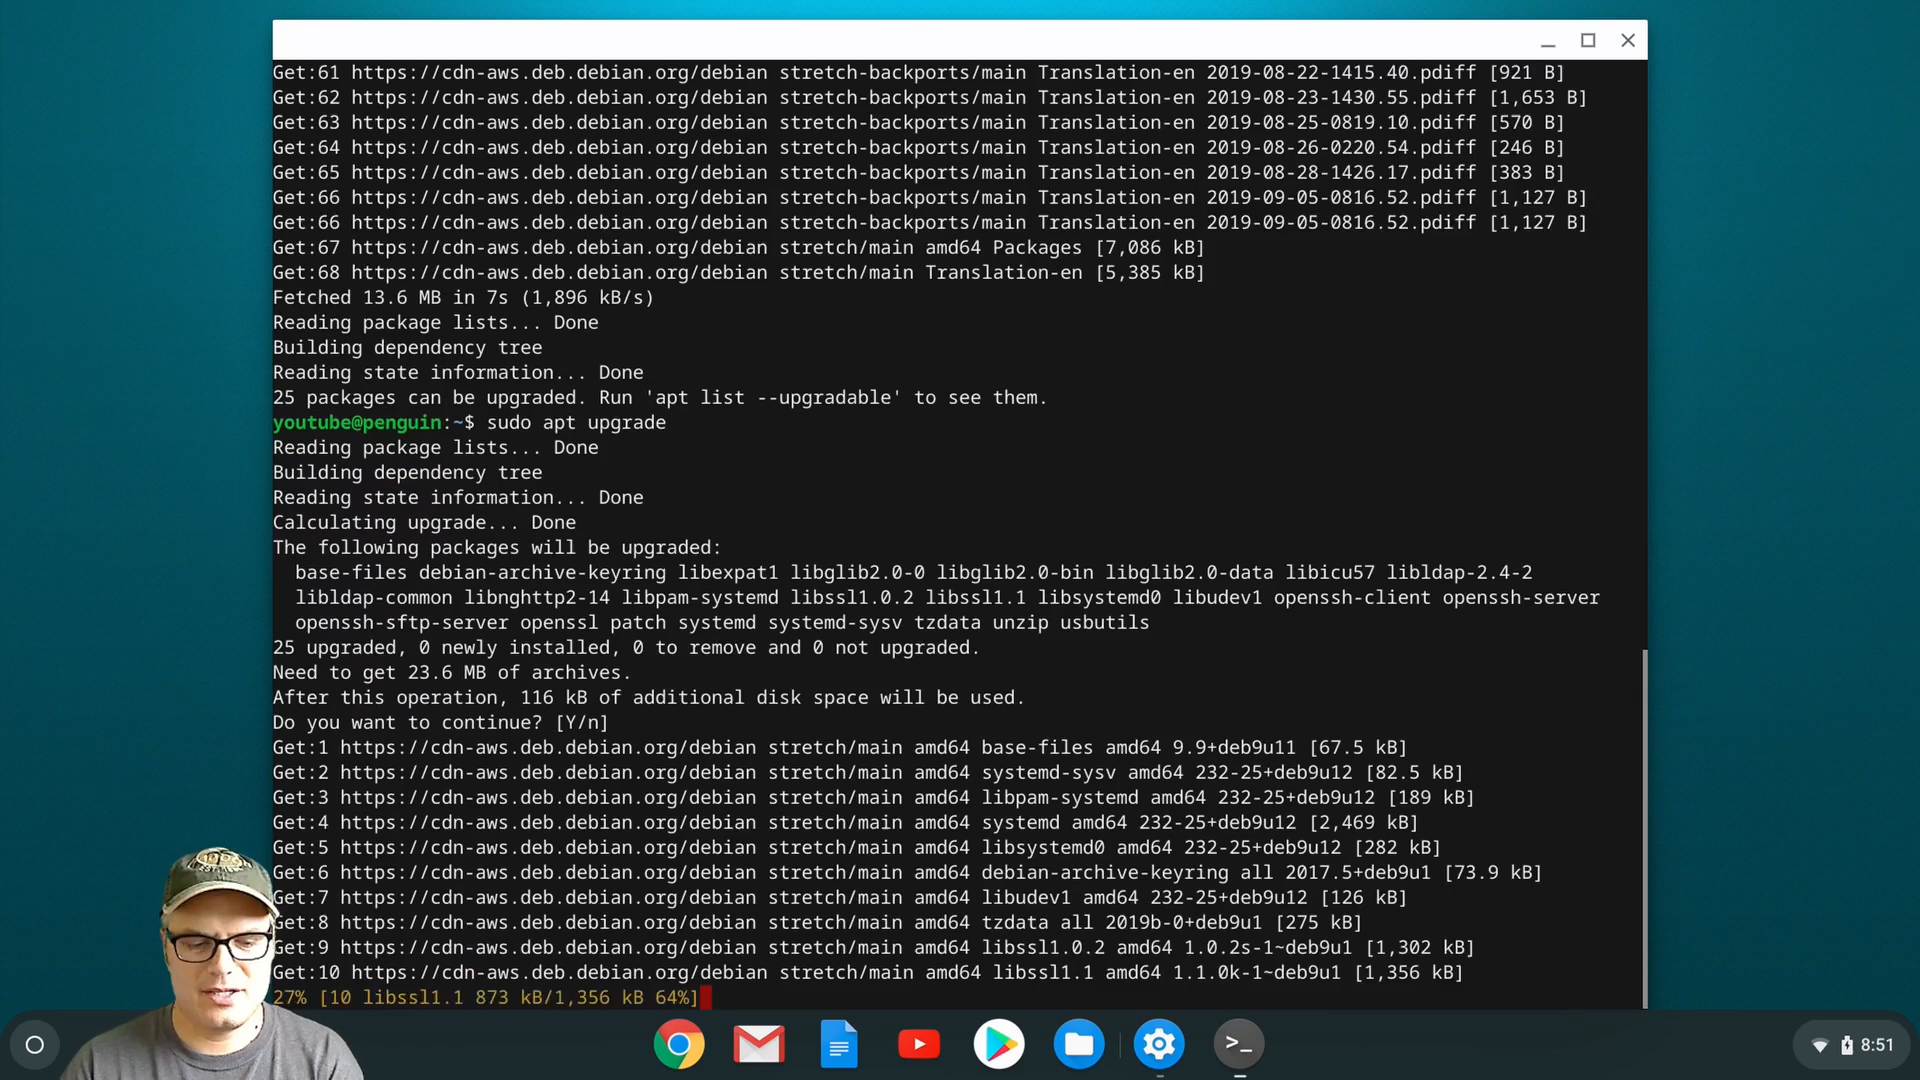 Get:61 https://cdn-aws.deb.debian.org/debian stretch-backports/main Translation-en 2019-08-22-1415.40.pdiff [921 B]
Get:62 https://cdn-aws.deb.debian.org/debian stretch-backports/main Translation-en 2019-08-23-1430.55.pdiff [1,653 B]
Get:63 https://cdn-aws.deb.debian.org/debian stretch-backports/main Translation-en 2019-08-25-0819.10.pdiff [570 B]
Get:64 https://cdn-aws.deb.debian.org/debian stretch-backports/main Translation-en 2019-08-26-0220.54.pdiff [246 B]
Get:65 https://cdn-aws.deb.debian.org/debian stretch-backports/main Translation-en 2019-08-28-1426.17.pdiff [383 B]
Get:66 https://cdn-aws.deb.debian.org/debian stretch-backports/main Translation-en 2019-09-05-0816.52.pdiff [1,127 B]
Get:66 https://cdn-aws.deb.debian.org/debian stretch-backports/main Translation-en 2019-09-05-0816.52.pdiff [1,127 B]
Get:67 https://cdn-aws.deb.debian.org/debian stretch/main amd64 Packages [7,086 kB]
Get:68 https://cdn-aws.deb.debian.org/debian stretch/main Translation-en [5,385 kB]
Fetched 13.6 MB in 7s (1,896 kB/s)
Reading package lists... Done
Building dependency tree
Reading state information... Done
25 packages can be upgraded. Run 'apt list --upgradable' to see them.
youtube@penguin:~$ sudo apt upgrade
Reading package lists... Done
Building dependency tree
Reading state information... Done
Calculating upgrade... Done
The following packages will be upgraded:
base-files debian-archive-keyring libexpat1 libglib2.0-0 libglib2.0-bin libglib2.0-data libicu57 libldap-2.4-2
libldap-common libnghttp2-14 libpam-systemd libssl1.0.2 libssl1.1 libsystemd0 libudev1 openssh-client openssh-server
openssh-sftp-server openssl patch systemd systemd-sysv tzdata unzip usbutils
25 upgraded, 0 newly installed, 0 to remove and 0 not upgraded.
Need to get 23.6 MB of archives.
After this operation, 116 kB of additional disk space will be used.
Do you want to continue? [Y/n]
Get:1 https://cdn-aws.deb.debian.org/debian stretch/main amd64 base-files amd64 9.9+deb9u11 [67.5 kB]
Get:2 https://cdn-aws.deb.debian.org/debian stretch/main amd64 systemd-sysv amd64 232-25+deb9u12 [82.5 kB]
Get:3 https://cdn-aws.deb.debian.org/debian stretch/main amd64 libpam-systemd amd64 232-25+deb9u12 [189 kB]
Get:4 https://cdn-aws.deb.debian.org/debian stretch/main amd64 systemd amd64 232-25+deb9u12 [2,469 kB]
Get:5 https://cdn-aws.deb.debian.org/debian stretch/main amd64 libsystemd0 amd64 232-25+deb9u12 [282 kB]
Get:6 https://cdn-aws.deb.debian.org/debian stretch/main amd64 debian-archive-keyring all 2017.5+deb9u1 [73.9 kB]
Get:7 https://cdn-aws.deb.debian.org/debian stretch/main amd64 libudev1 amd64 232-25+deb9u12 [126 kB]
Get:8 https://cdn-aws.deb.debian.org/debian stretch/main amd64 tzdata all 2019b-0+deb9u1 [275 kB]
Get:9 https://cdn-aws.deb.debian.org/debian stretch/main amd64 libssl1.0.2 amd64 1.0.2s-1~deb9u1 [1,302 kB]
Get:10 https://cdn-aws.deb.debian.org/debian stretch/main amd64 libssl1.1 amd64 1.1.0k-1~deb9u1 [1,356 kB]
27% [10 libssl1.1 873 kB/1,356 kB 64%]
>_
8:51